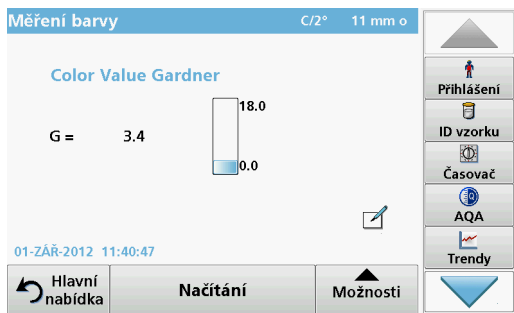 Měření barvy C/2° 11 mm o
Color Value Gardner
18.0
G = 3.4
0.0
01-ZÁŘ-2012 11:40:47
Hlavní
nabídka
Načítání
Možnosti
Přihlášení
ID vzorku
Časovač
AQA
Trendy